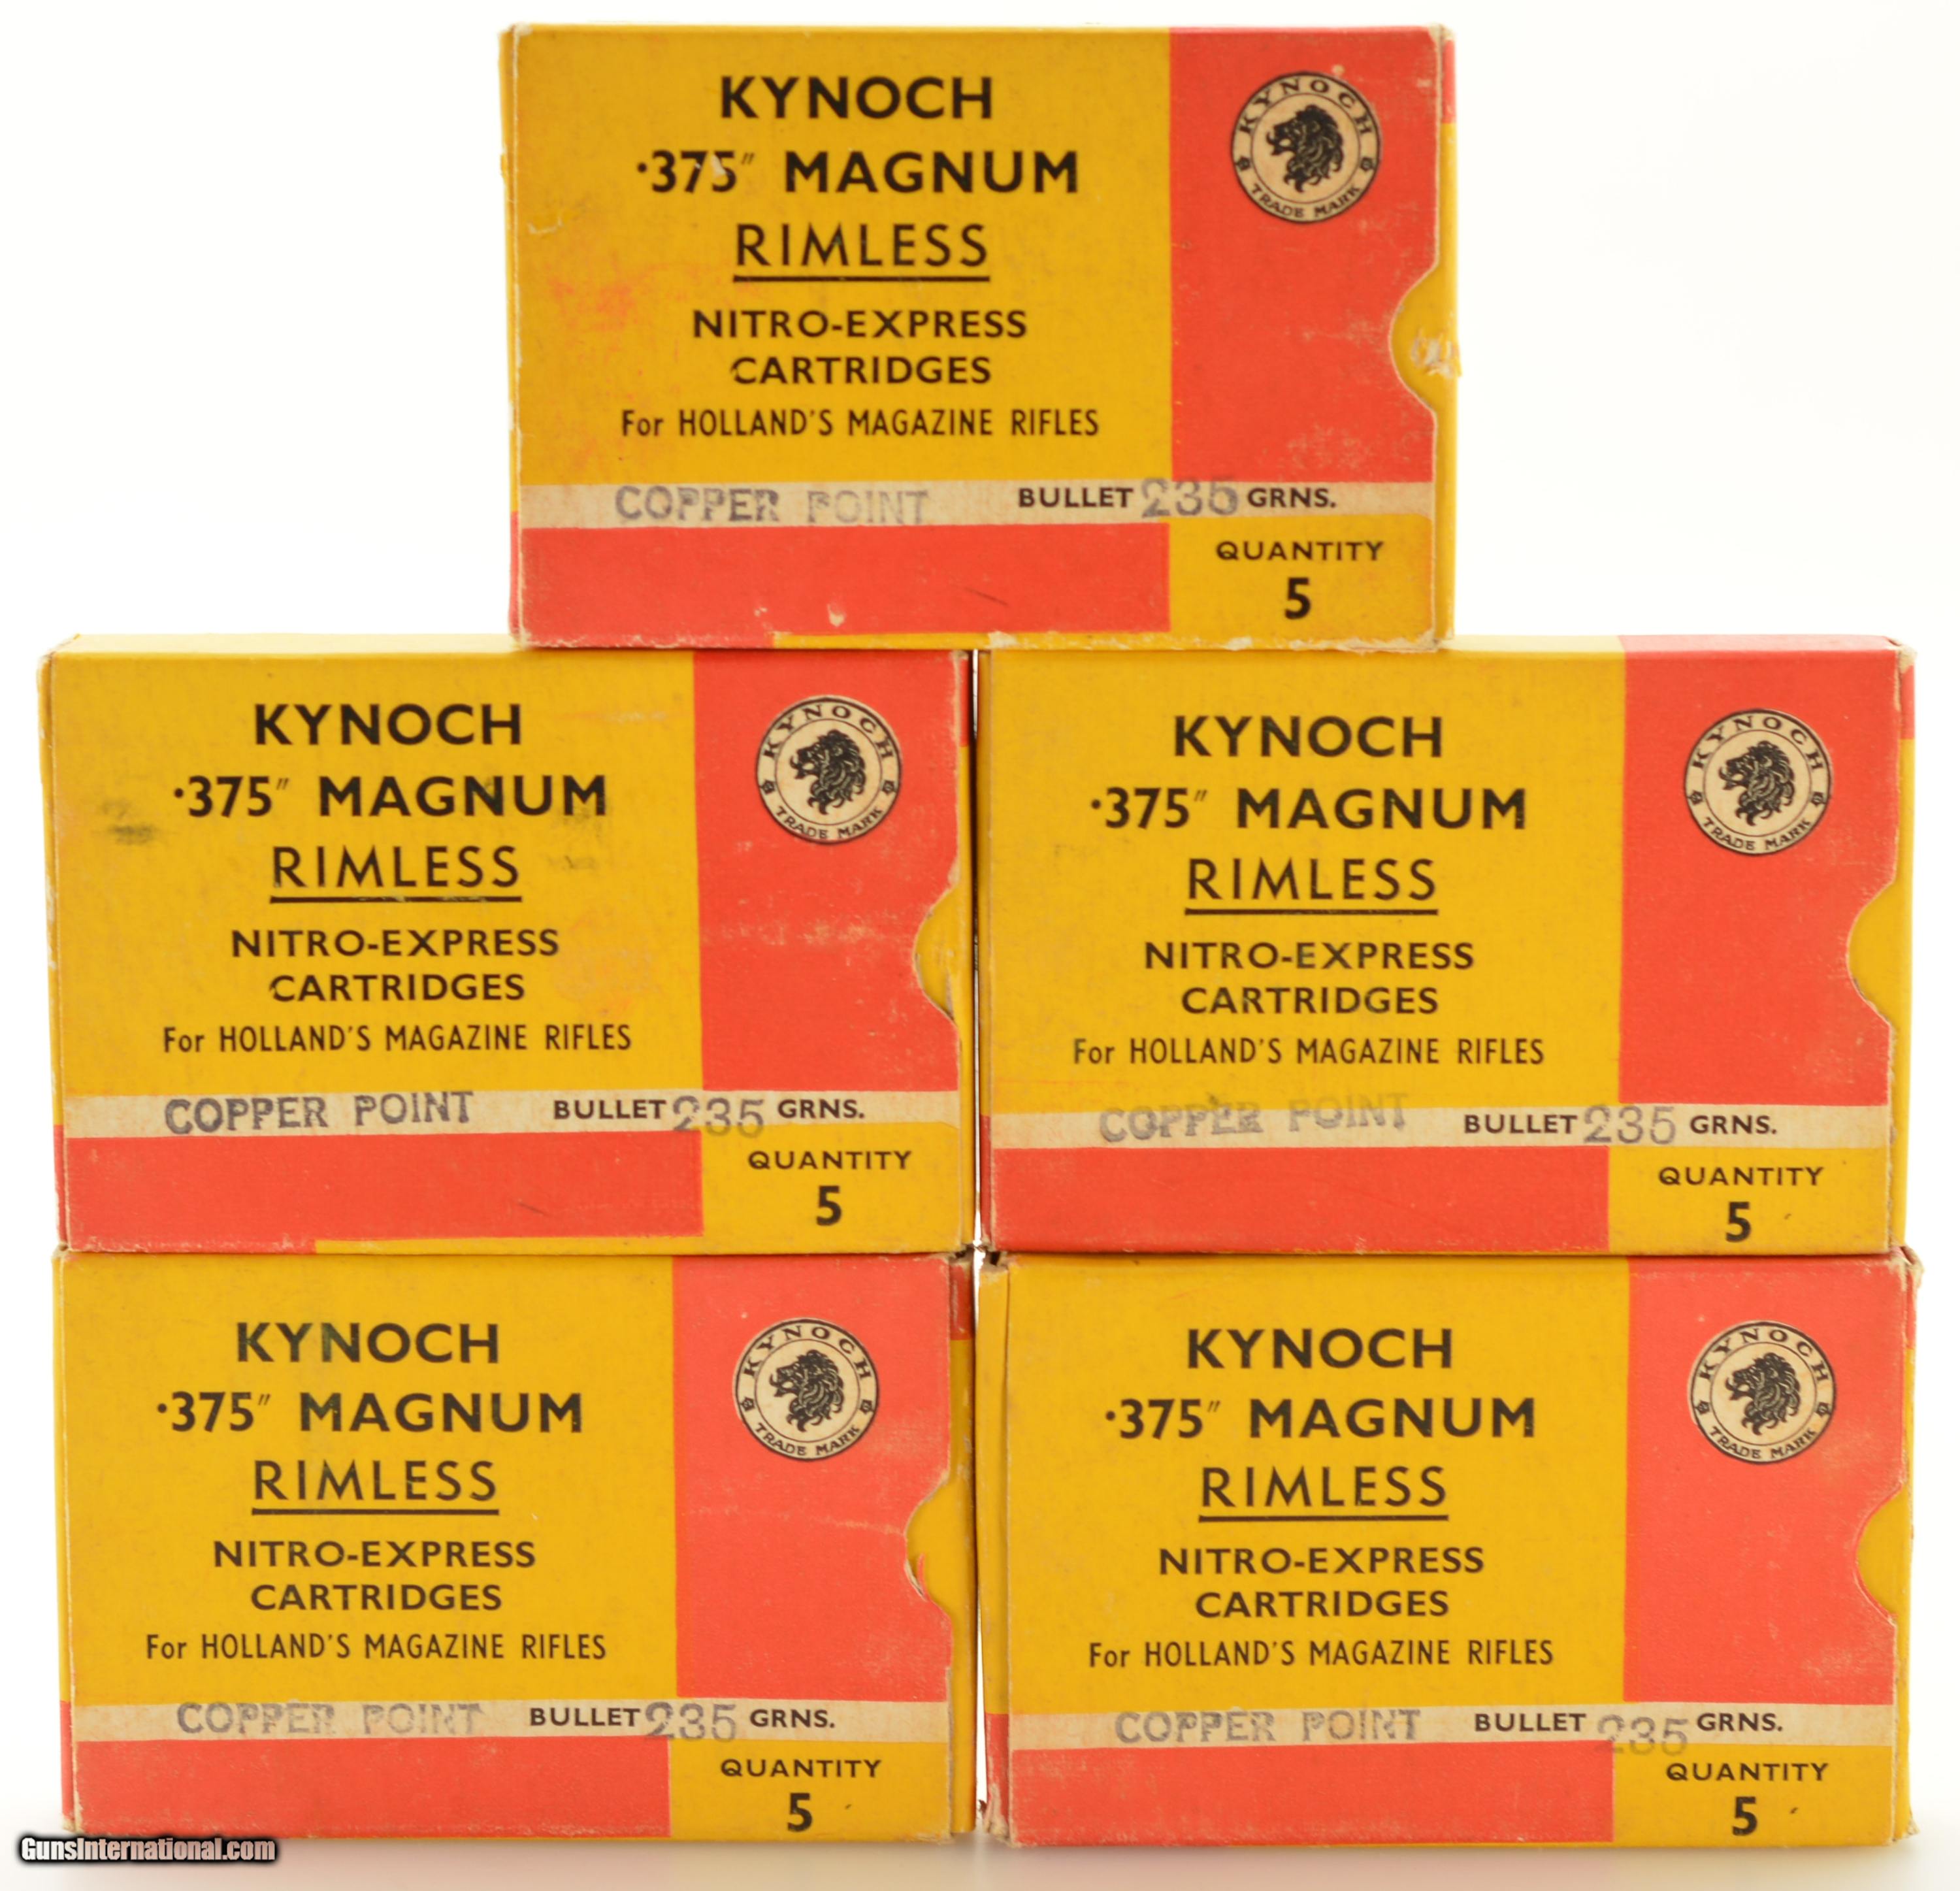 KYNOCH
.375" MAGNUM
RIMLESS
NITRO-EXPRESS
CARTRIDGES
For HOLLAND'S MAGAZINE RIFLES
COPPER POINT BULLET 235 GRNS.
QUANTITY
5
KYNOCH
TRADE MARK
KYNOCH
.375" MAGNUM
RIMLESS
NITRO-EXPRESS
CARTRIDGES
For HOLLAND'S MAGAZINE RIFLES
COPPER POINT BULLET 235 GRNS.
QUANTITY
5
KYNOCH
TRADE MARK
KYNOCH
.375" MAGNUM
RIMLESS
NITRO-EXPRESS
CARTRIDGES
For HOLLAND'S MAGAZINE RIFLES
COPPER POINT BULLET 235 GRNS.
QUANTITY
5
KYNOCH
TRADE MARK
KYNOCH
.375" MAGNUM
RIMLESS
NITRO-EXPRESS
CARTRIDGES
For HOLLAND'S MAGAZINE RIFLES
COPPER POINT BULLET 235 GRNS.
QUANTITY
5
KYNOCH
TRADE MARK
KYNOCH
.375" MAGNUM
RIMLESS
NITRO-EXPRESS
CARTRIDGES
For HOLLAND'S MAGAZINE RIFLES
COPPER POINT BULLET 235 GRNS.
QUANTITY
5
KYNOCH
TRADE MARK
GunsInternational.com